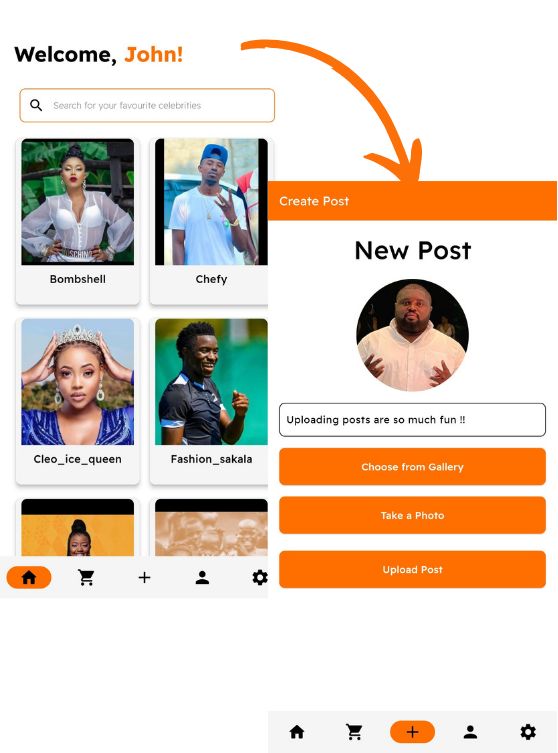 Welcome, John!
Search for your favourite celebrities
Bombshell
Chefy
Cleo_ice_queen
Fashion_sakala
Create Post
New Post
Uploading posts are so much fun !!
Choose from Gallery
Take a Photo
Upload Post